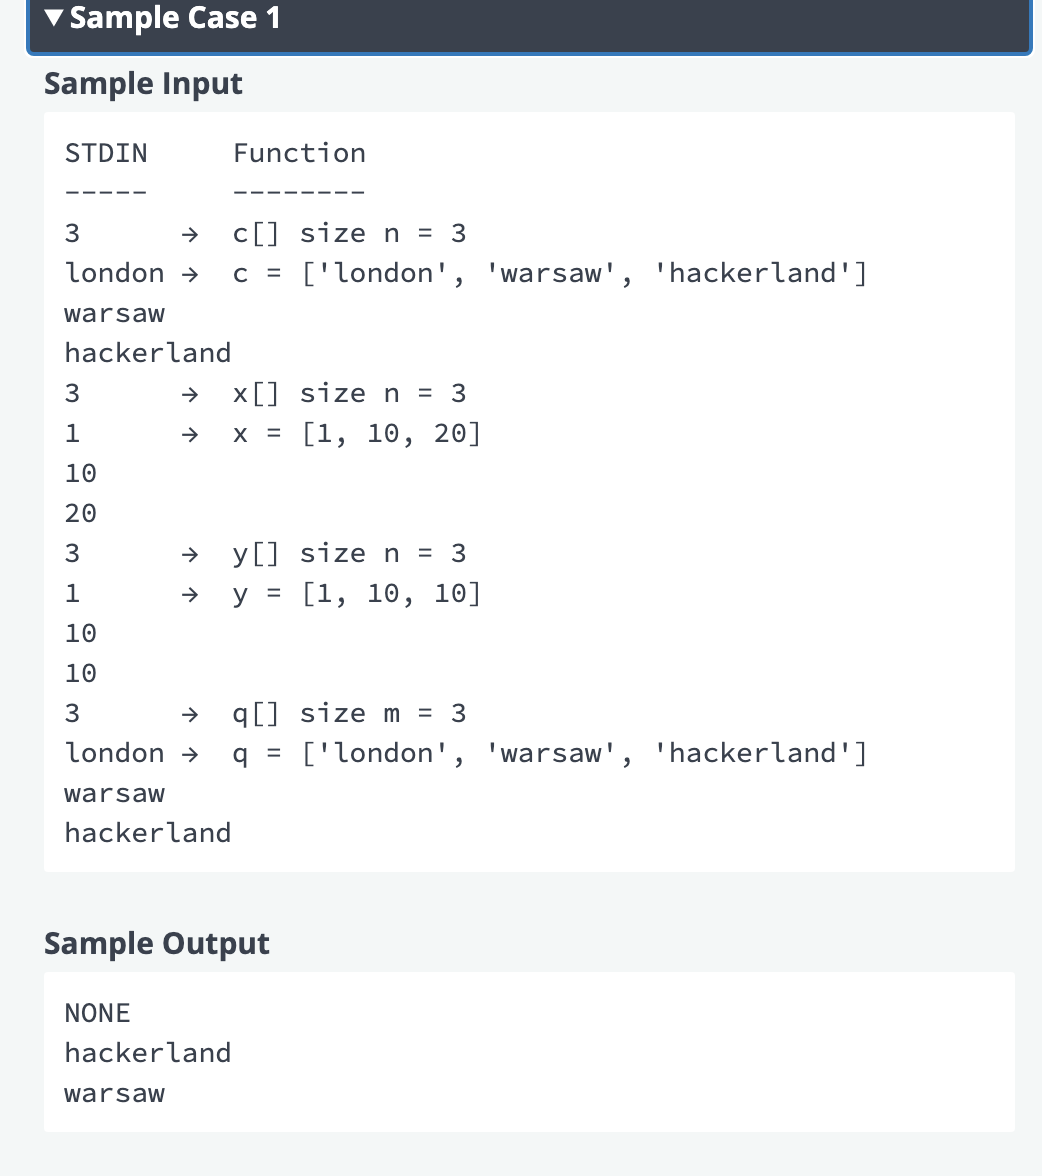 ▼ Sample Case 1
Sample Input
STDIN     Function
-----     --------
3      →  c[] size n = 3
london →  c = ['london', 'warsaw', 'hackerland']
warsaw
hackerland
3      →  x[] size n = 3
1      →  x = [1, 10, 20]
10
20
3      →  y[] size n = 3
1      →  y = [1, 10, 10]
10
10
3      →  q[] size m = 3
london →  q = ['london', 'warsaw', 'hackerland']
warsaw
hackerland
Sample Output
NONE
hackerland
warsaw